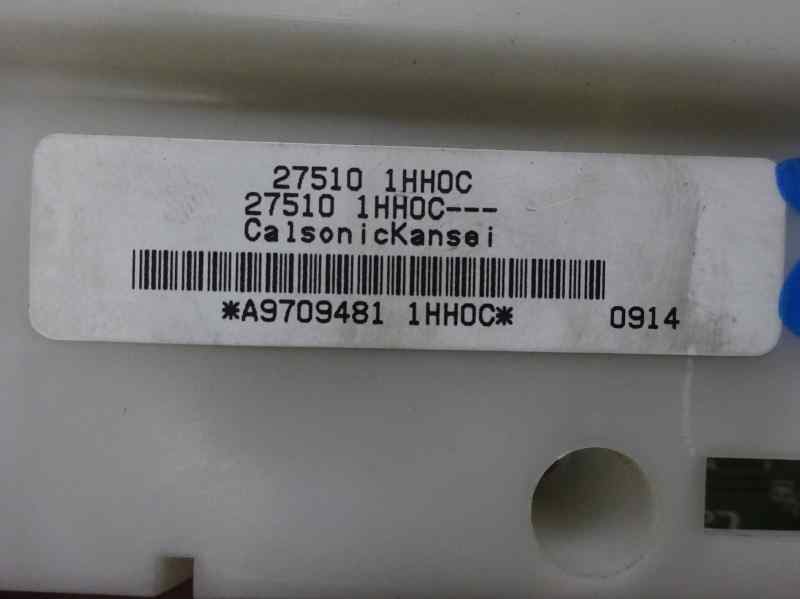 27510 1HH0C
27510 1HH0C---
CalsonicKansei
*A9709481 1HH0C*
0914